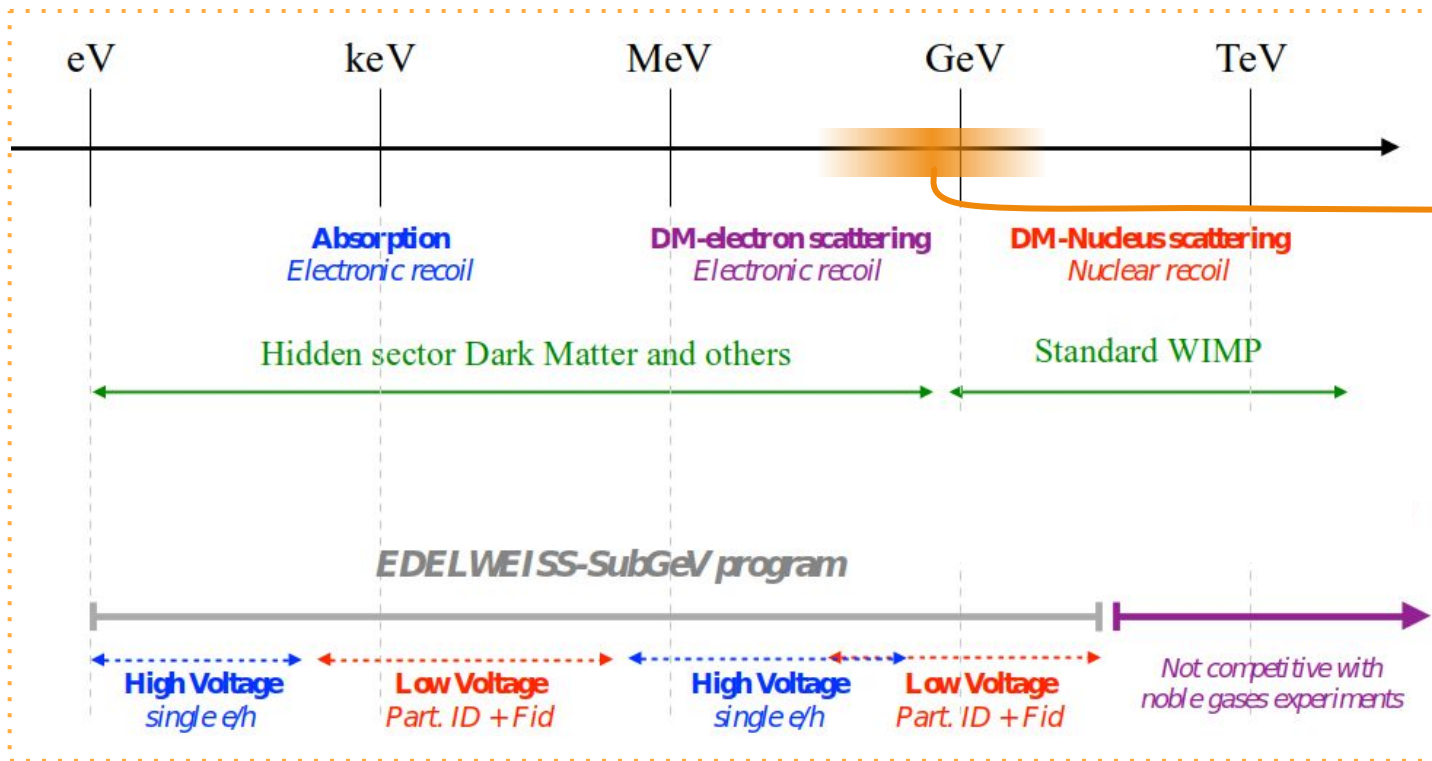 eV keV MeV GeV TeV
Absorption
Electronic recoil
DM-electron scattering
Electronic recoil
DM-Nucleus scattering
Nuclear recoil
Hidden sector Dark Matter and others
Standard WIMP
EDELWEISS-SubGeV program
High Voltage
single e/h
Low Voltage
Part. ID + Fid
High Voltage
single e/h
Low Voltage
Part. ID + Fid
Not competitive with
noble gases experiments